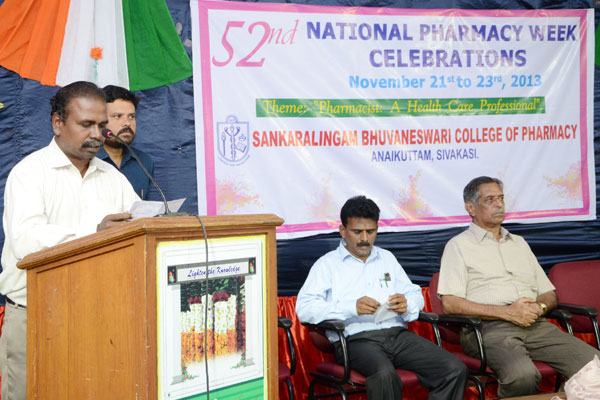 52nd NATIONAL PHARMACY WEEK
CELEBRATIONS
November 21st to 23rd, 2013
Theme:- "Pharmacist: A Health Care Professional"
SANKARALINGAM BHUVANESWARI COLLEGE OF PHARMACY
ANAIKUTTAM, SIVAKASI.
Lighten the Knowledge